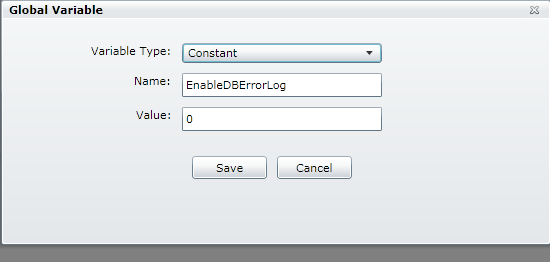 Global Variable
Variable Type: Constant
Name: EnableDBErrorLog
Value: 0
Save Cancel